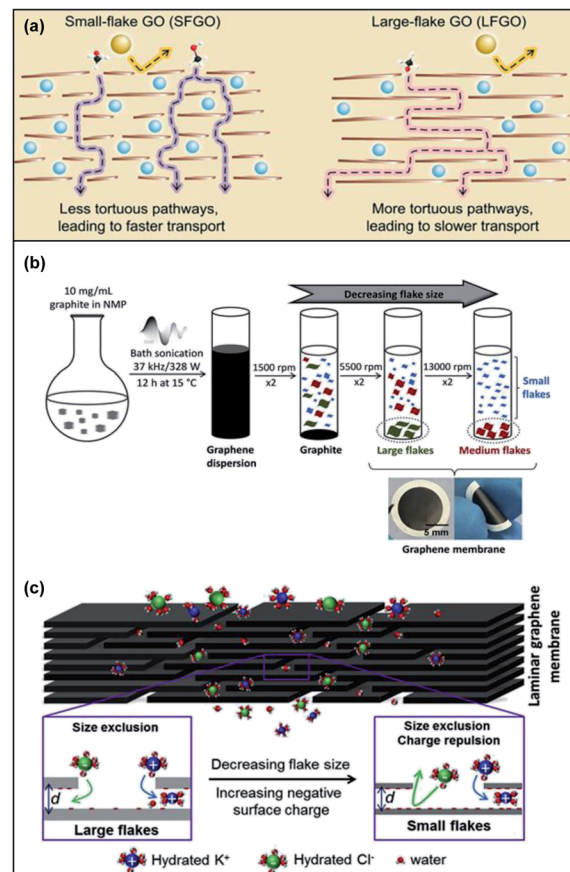 (a)
Small-flake GO (SFGO)
Large-flake GO (LFGO)
Less tortuous pathways,
leading to faster transport
More tortuous pathways,
leading to slower transport
(b)
10 mg/mL
graphite in NMP
Bath sonication
37 kHz/328 W
12 h at 15 °C
Graphene
dispersion
Decreasing flake size
1500 rpm
x2
Graphite
5500 rpm
x2
Large flakes
13000 rpm
x2
Medium flakes
Small
flakes
5 mm
Graphene membrane
(c)
Laminar graphene
membrane
Size exclusion
d
Large flakes
Decreasing flake size
Increasing negative
surface charge
Size exclusion
Charge repulsion
d
Small flakes
Hydrated K⁺
Hydrated Cl⁻
water